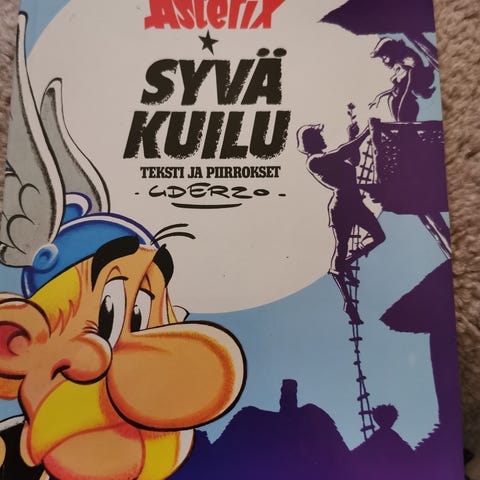 Asterix
SYVÄ
KUILU
TEKSTI JA PIIRROKSET
- UDERZO -